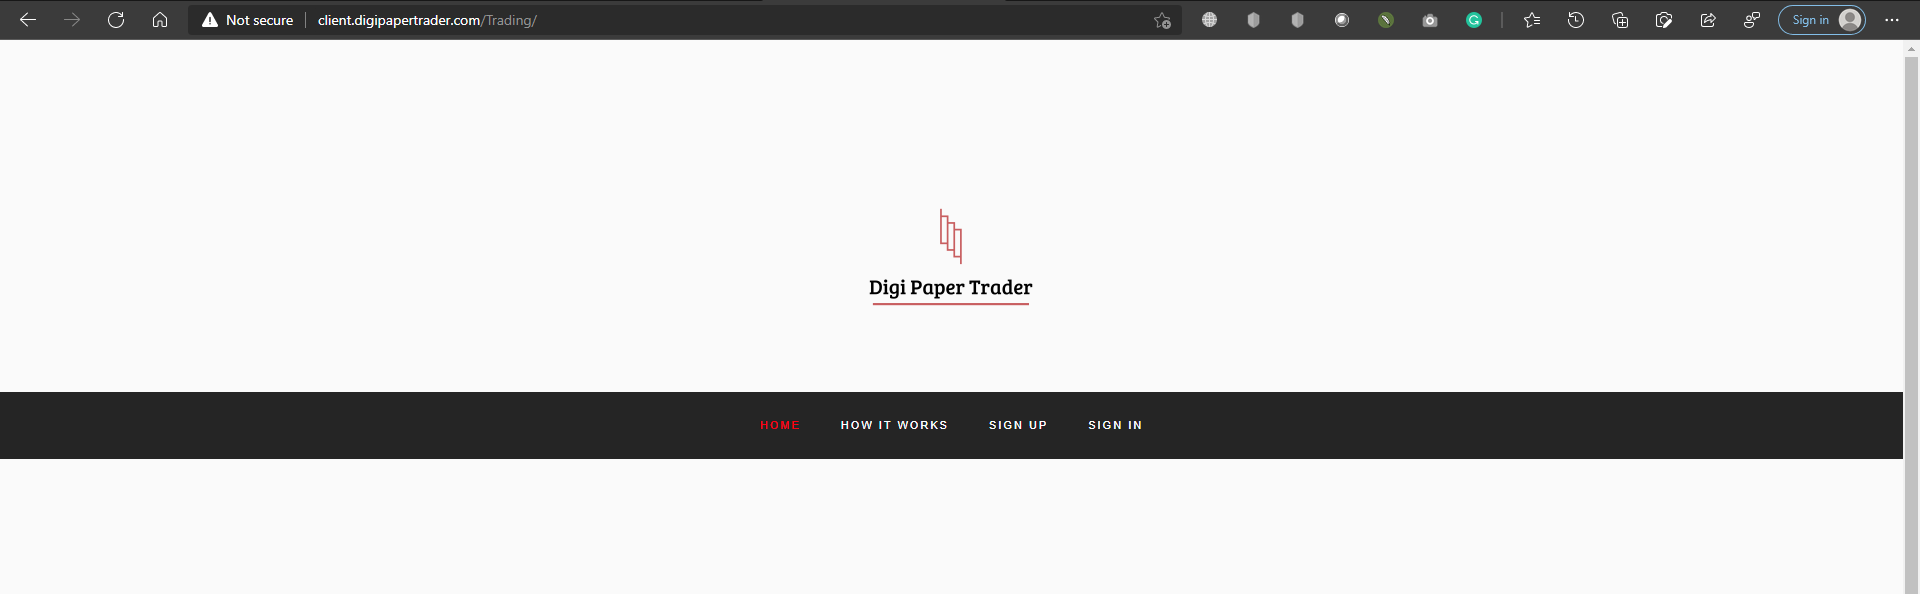 Not secure client.digipapertrader.com/Trading/ Sign in
Digi Paper Trader
HOME HOW IT WORKS SIGN UP SIGN IN